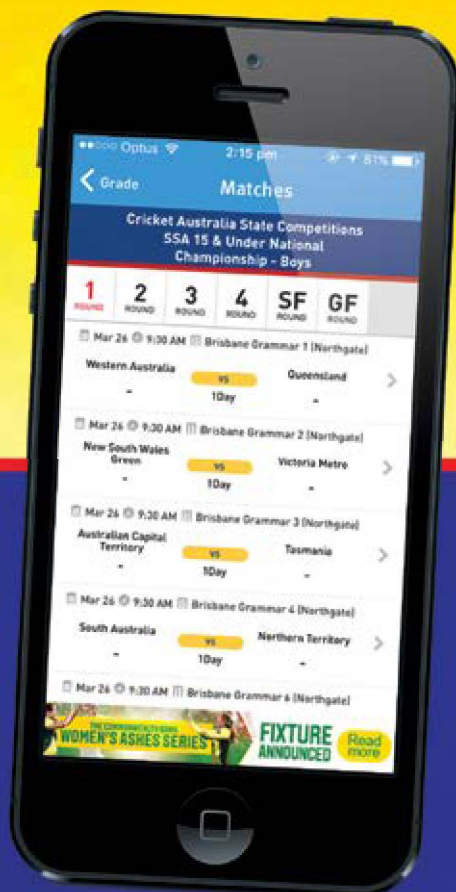 Optus
2:15 pm
81%
Grade
Matches
Cricket Australia State Competitions
SSA 15 & Under National
Championship - Boys
1 2 3 4 SF GF
ROUND ROUND ROUND ROUND ROUND ROUND
Mar 26 9:30 AM Brisbane Grammar 1 (Northgate)
Western Australia vs Queensland
- 1Day -
Mar 26 9:30 AM Brisbane Grammar 2 (Northgate)
New South Wales
Green vs Victoria Metro
- 1Day -
Mar 26 9:30 AM Brisbane Grammar 3 (Northgate)
Australian Capital
Territory vs Tasmania
- 1Day -
Mar 26 9:30 AM Brisbane Grammar 4 (Northgate)
South Australia vs Northern Territory
- 1Day -
Mar 26 9:30 AM Brisbane Grammar 6 (Northgate)
THE COMMONWEALTH BANK
WOMEN'S ASHES SERIES
FIXTURE
ANNOUNCED
Read
more